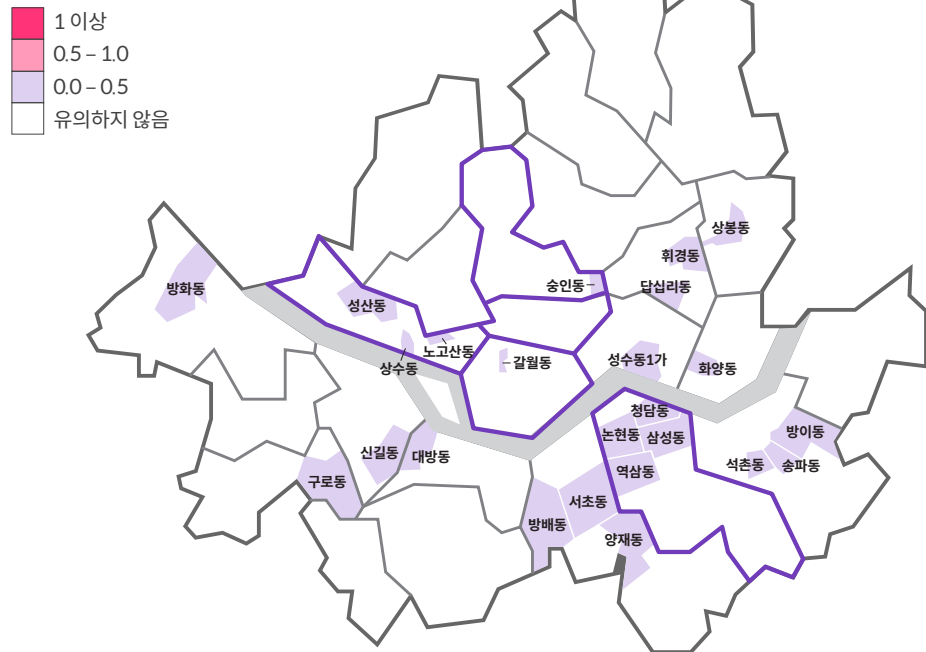 1 이상
0.5 – 1.0
0.0 – 0.5
유의하지 않음
상봉동
휘경동
숭인동
답십리동
방화동
성산동
노고산동
상수동
갈월동
성수동1가
화양동
청담동
논현동
삼성동
방이동
신길동
대방동
석촌동
송파동
역삼동
구로동
서초동
방배동
양재동